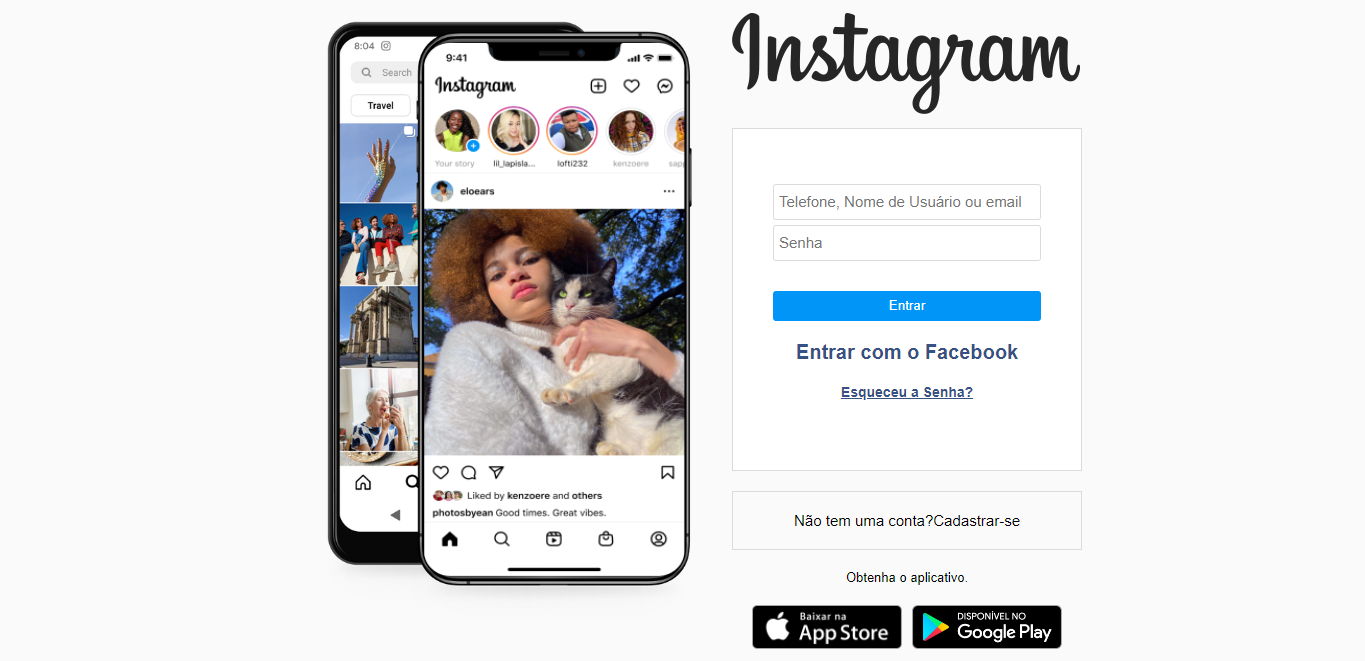 8:04
Search
Travel
9:41
Instagram
Your story
lil_lapisla...
lofti232
kenzoere
sapp
eloears
Liked by kenzoere and others
photosbyean Good times. Great vibes.
Instagram
Telefone, Nome de Usuário ou email
Senha
Entrar
Entrar com o Facebook
Esqueceu a Senha?
Não tem uma conta?Cadastrar-se
Obtenha o aplicativo.
Baixar na
App Store
DISPONÍVEL NO
Google Play